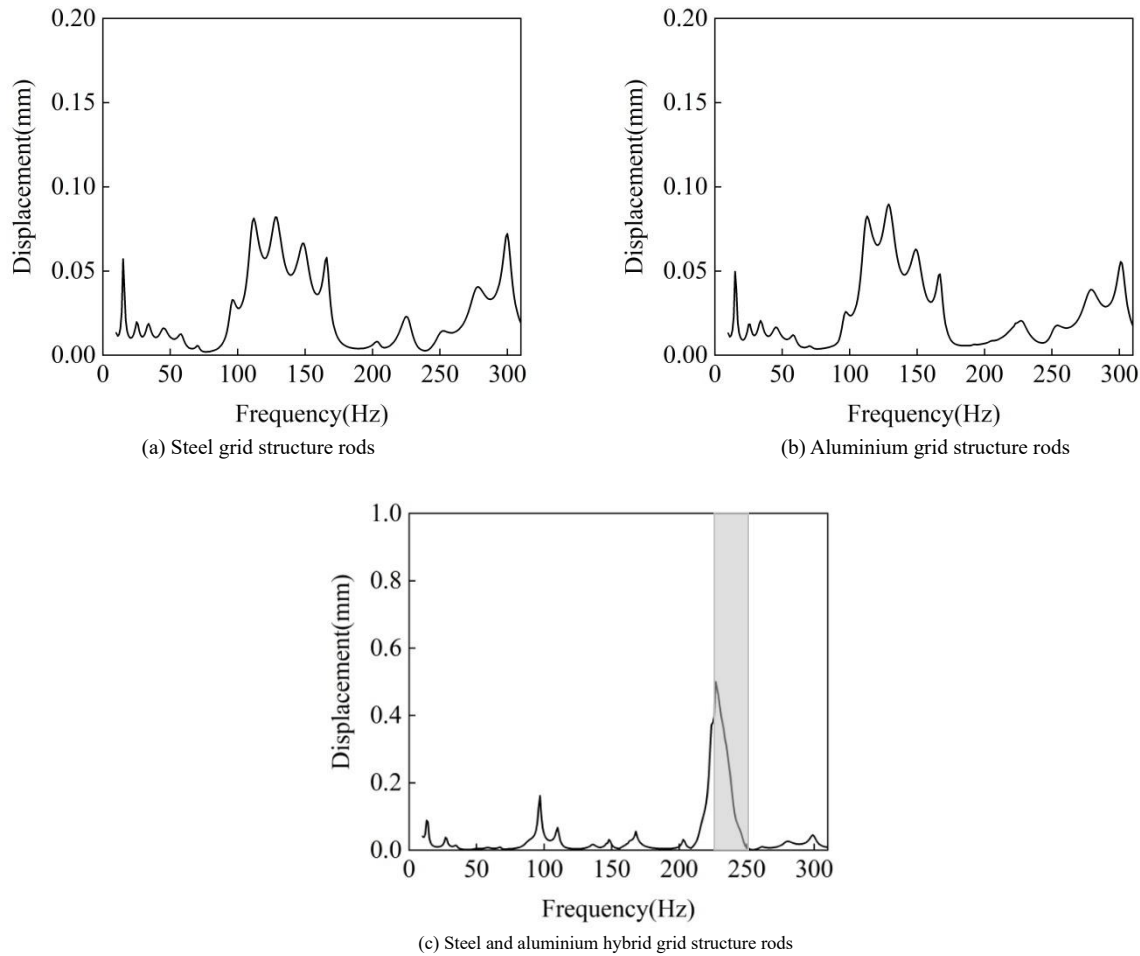 0.20
0.15
0.10
0.05
0.00
Displacement(mm)
0 50 100 150 200 250 300
Frequency(Hz)
(a) Steel grid structure rods
0.20
0.15
0.10
0.05
0.00
Displacement(mm)
0 50 100 150 200 250 300
Frequency(Hz)
(b) Aluminium grid structure rods
1.0
0.8
0.6
0.4
0.2
0.0
Displacement(mm)
0 50 100 150 200 250 300
Frequency(Hz)
(c) Steel and aluminium hybrid grid structure rods